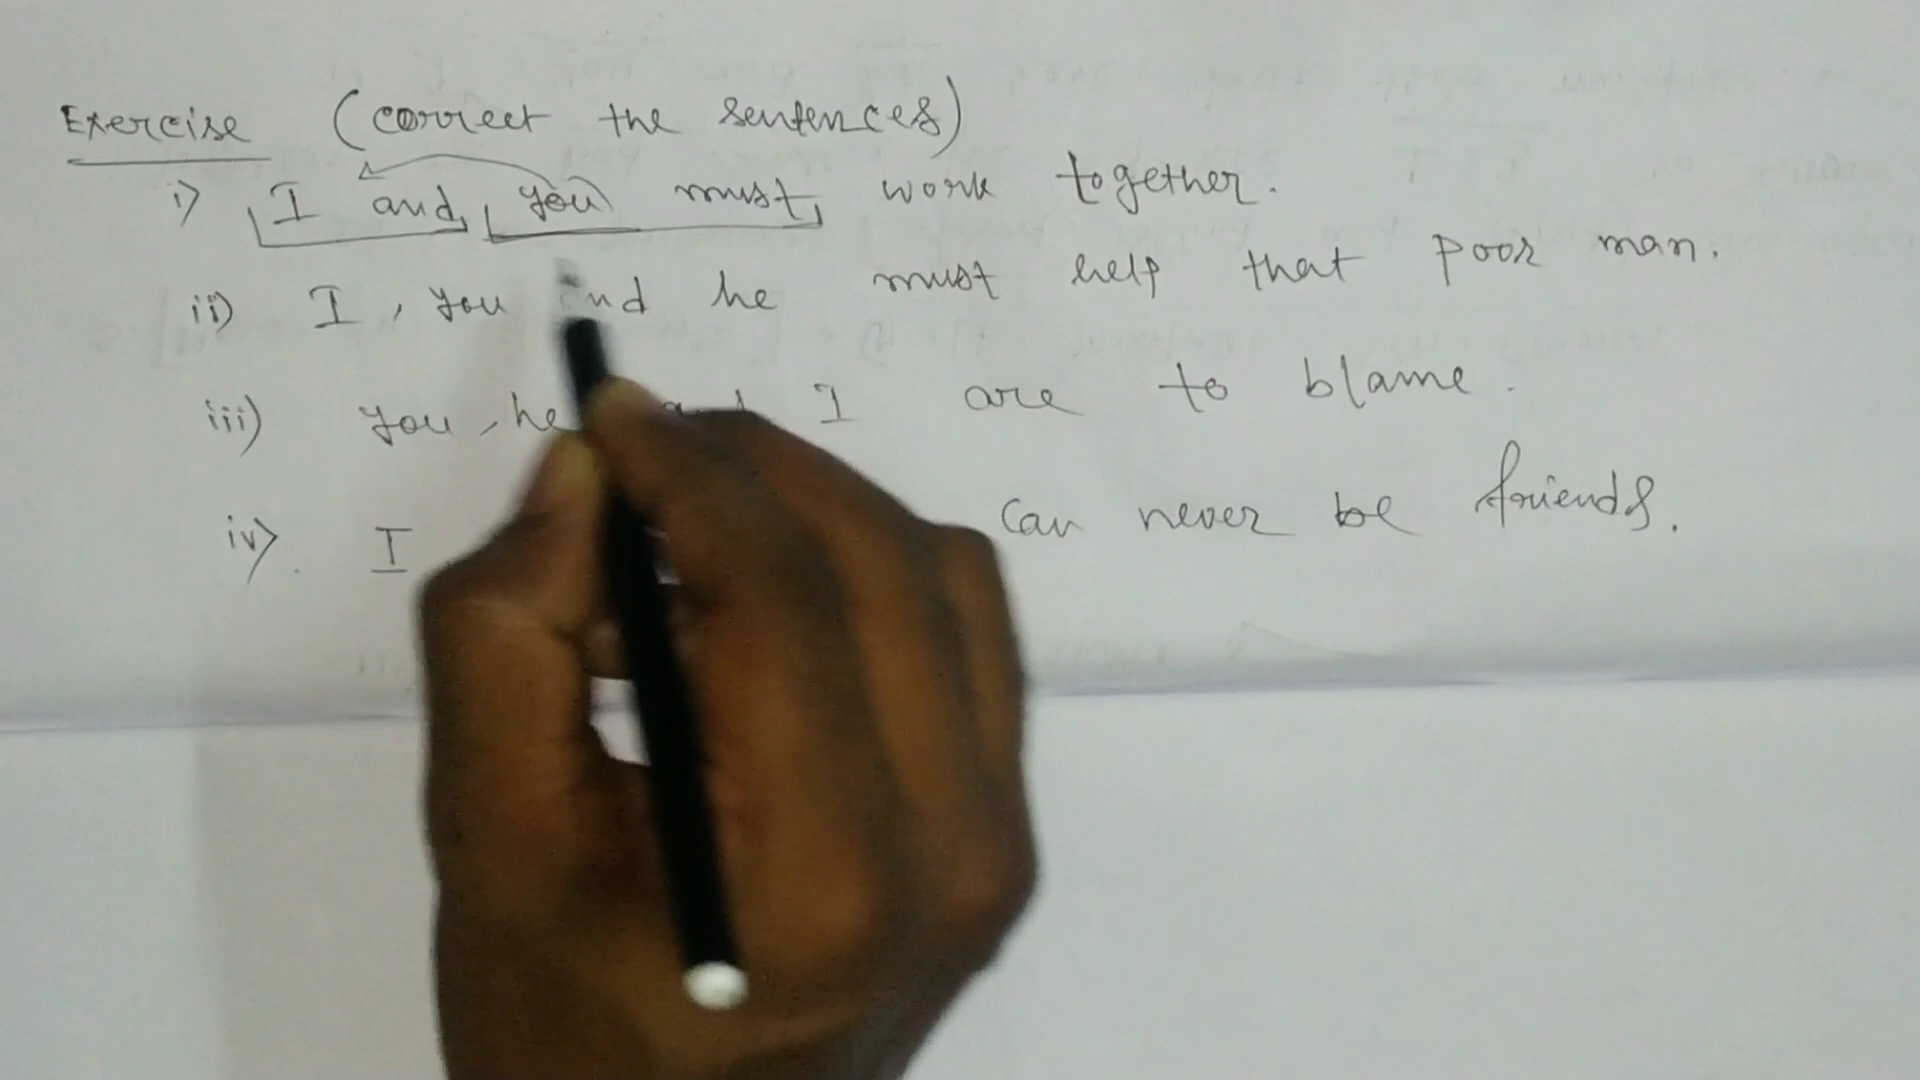 Exercise (correct the sentences)
i) I and you must work together.
ii) I, you and he must help that poor man.
iii) you, he and I are to blame.
iv). I can never be friends.